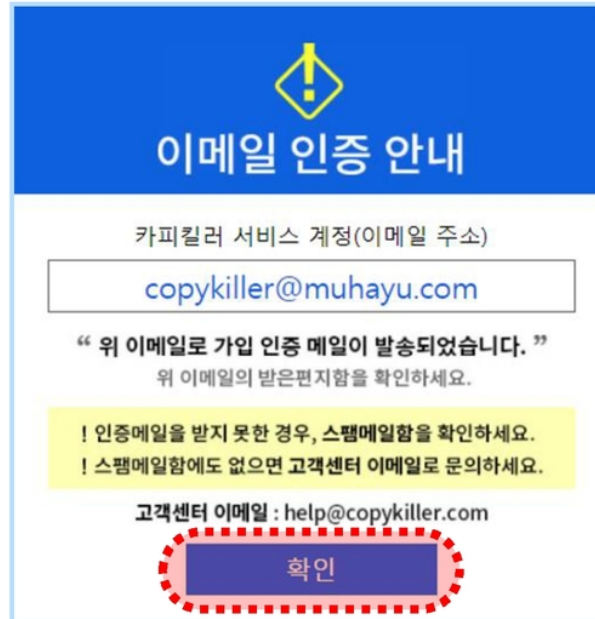 이메일 인증 안내
카피킬러 서비스 계정(이메일 주소)
copykiller@muhayu.com
“ 위 이메일로 가입 인증 메일이 발송되었습니다. ”
위 이메일의 받은편지함을 확인하세요.
! 인증메일을 받지 못한 경우, 스팸메일함을 확인하세요.
! 스팸메일함에도 없으면 고객센터 이메일로 문의하세요.
고객센터 이메일 : help@copykiller.com
확인